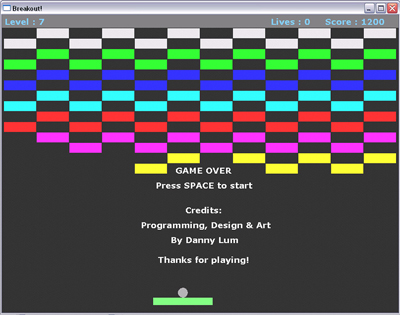 Breakout!
Level : 7 Lives : 0 Score : 1200
GAME OVER
Press SPACE to start
Credits:
Programming, Design & Art
By Danny Lum
Thanks for playing!